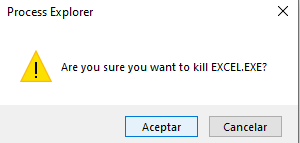 Process Explorer
Are you sure you want to kill EXCEL.EXE?
Aceptar
Cancelar